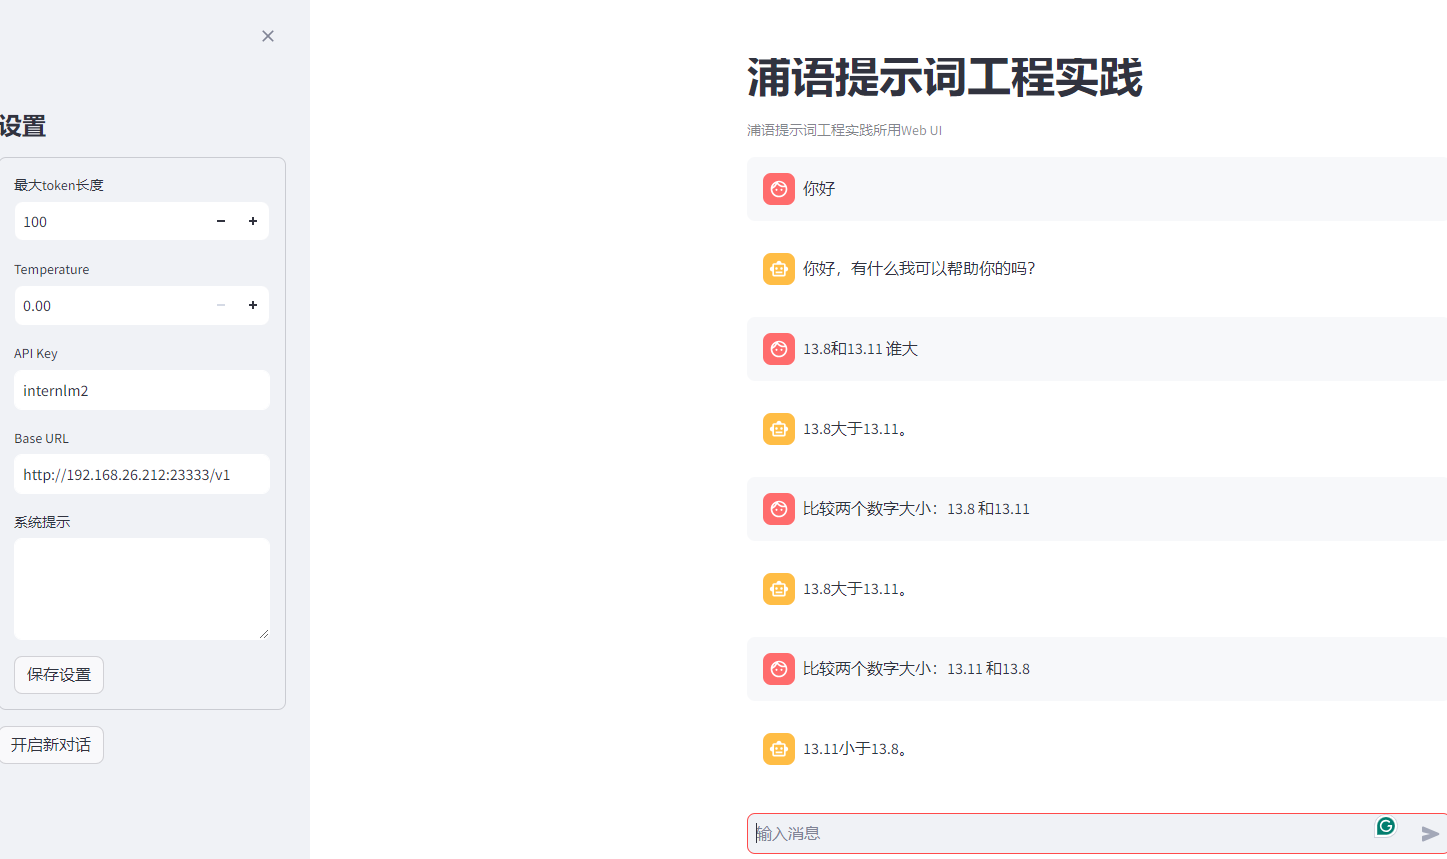 设置
最大token长度
100
Temperature
0.00
API Key
internlm2
Base URL
http://192.168.26.212:23333/v1
系统提示
保存设置
开启新对话
浦语提示词工程实践
浦语提示词工程实践所用Web UI
你好
你好，有什么我可以帮助你的吗？
13.8和13.11 谁大
13.8大于13.11。
比较两个数字大小：13.8 和13.11
13.8大于13.11。
比较两个数字大小：13.11 和13.8
13.11小于13.8。
输入消息